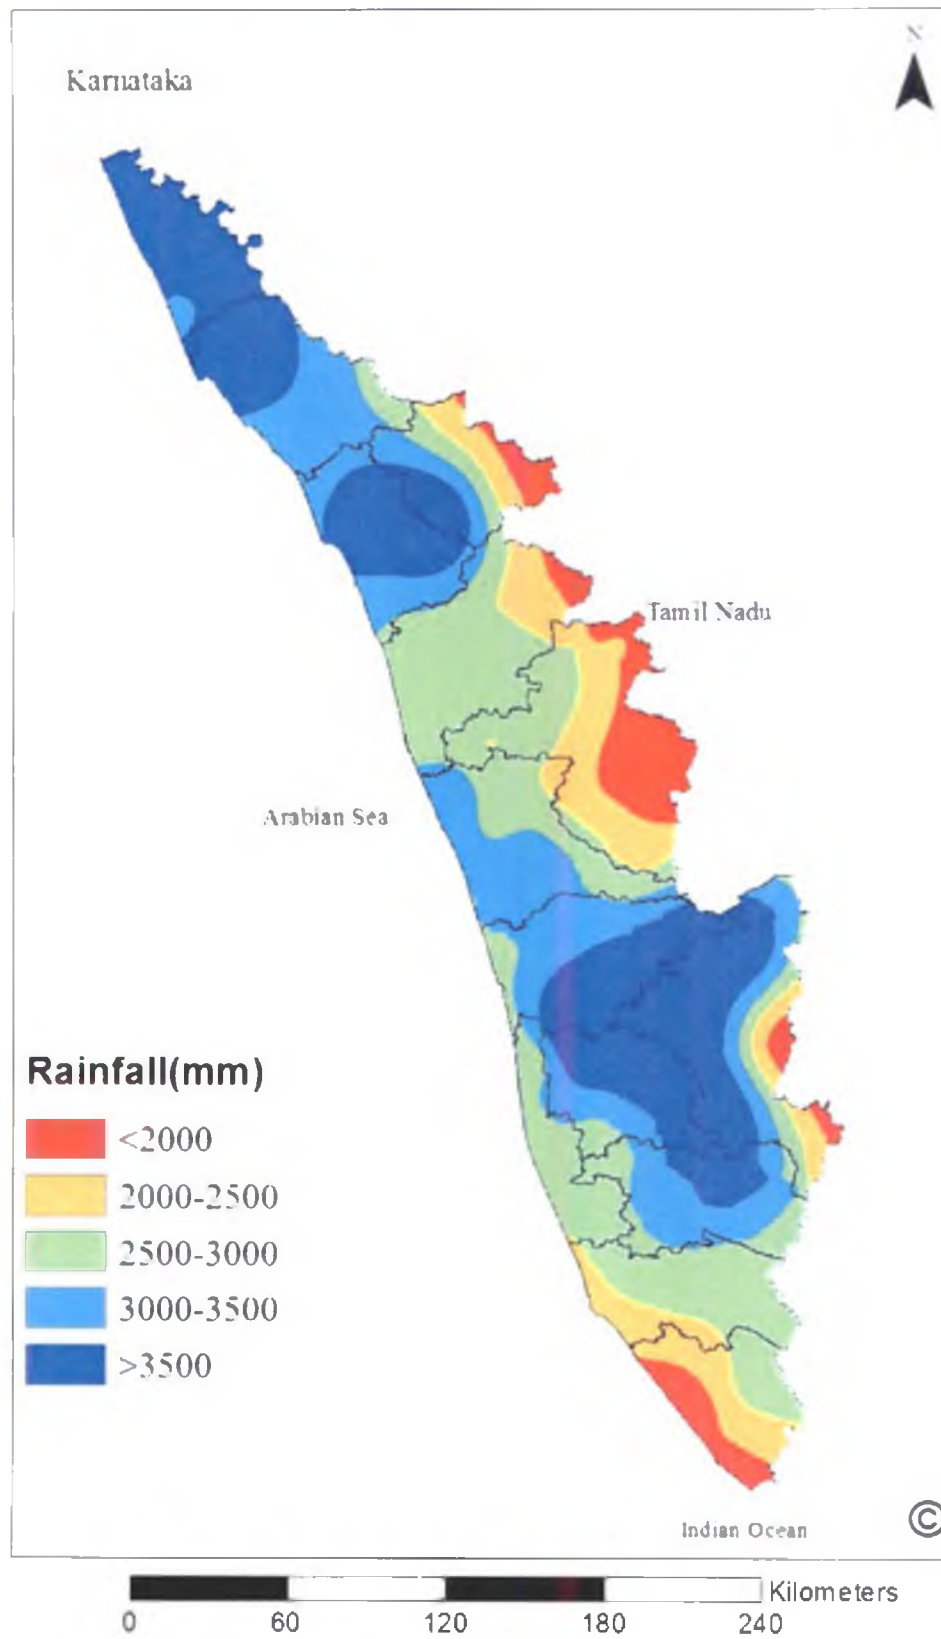 N
Karnataka
Tamil Nadu
Arabian Sea
Rainfall(mm)
<2000
2000-2500
2500-3000
3000-3500
>3500
Indian Ocean
©
Kilometers
0 60 120 180 240